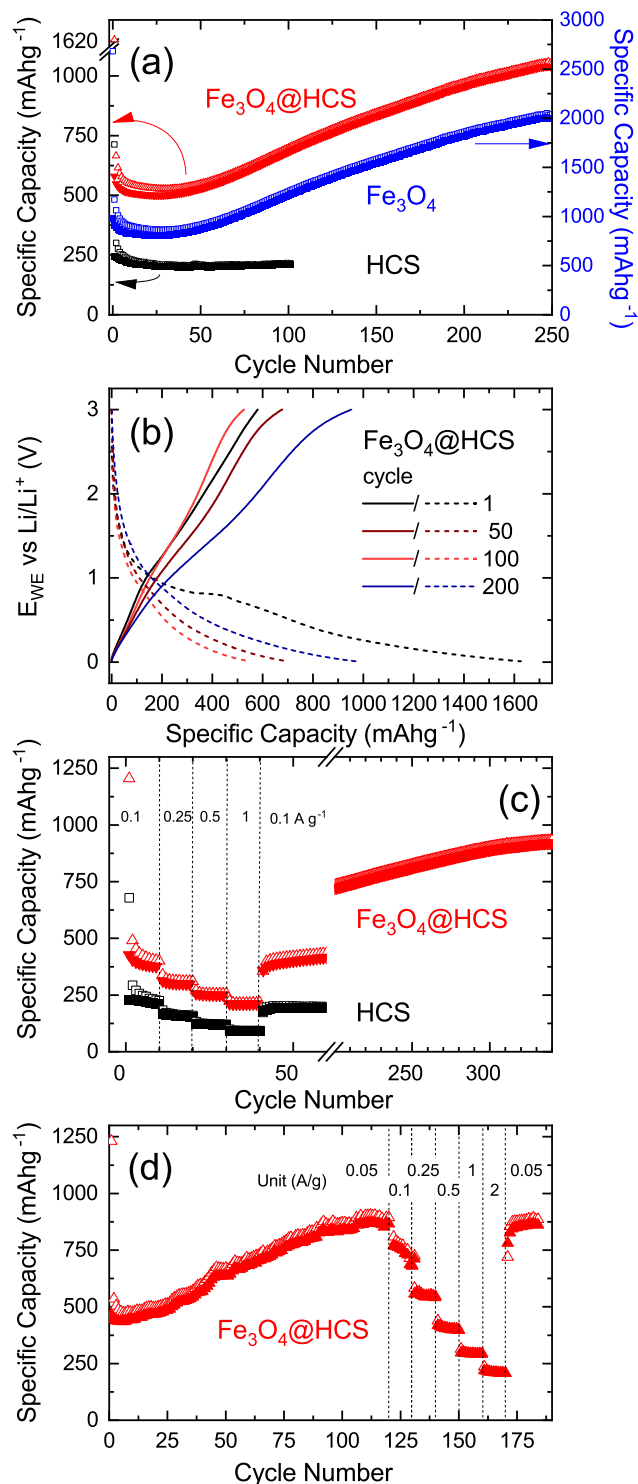 (a)
Specific Capacity (mAhg⁻¹)
1620
1000
750
500
250
0
Fe₃O₄@HCS
Fe₃O₄
HCS
3000
2500
2000
1500
1000
500
0
Specific Capacity (mAhg⁻¹)
0 50 100 150 200 250
Cycle Number
(b)
E_WE vs Li/Li⁺ (V)
3
2
1
0
Fe₃O₄@HCS
cycle
/ 1
/ 50
/ 100
/ 200
0 200 400 600 800 1000 1200 1400 1600
Specific Capacity (mAhg⁻¹)
(c)
Specific Capacity (mAhg⁻¹)
1250
1000
750
500
250
0
0.1 0.25 0.5 1 0.1 A g⁻¹
Fe₃O₄@HCS
HCS
0 50 250 300
Cycle Number
(d)
Specific Capacity (mAhg⁻¹)
1250
1000
750
500
250
0
Unit (A/g) 0.05 0.1 0.25 0.5 1 2 0.05
Fe₃O₄@HCS
0 25 50 75 100 125 150 175
Cycle Number